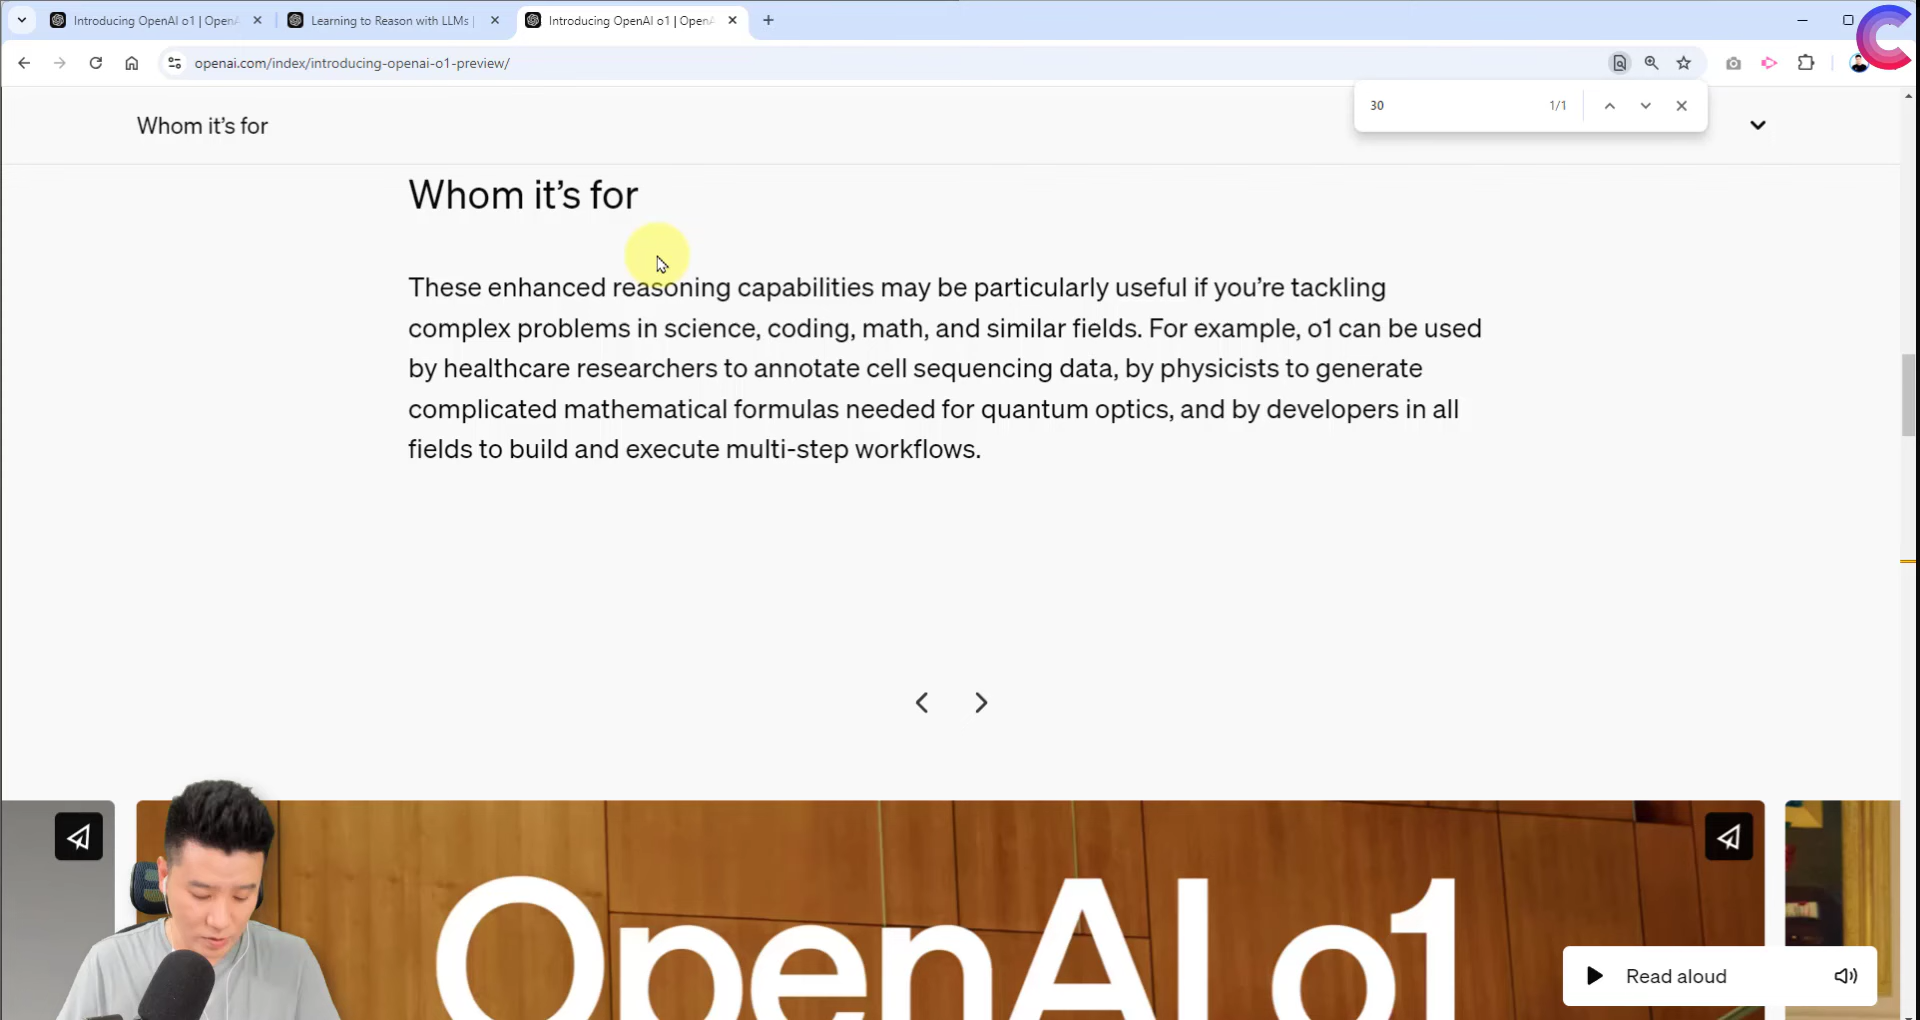 Introducing OpenAI o1 | OpenA
Learning to Reason with LLMs |
Introducing OpenAI o1 | OpenA
openai.com/index/introducing-openai-o1-preview/
30
1/1
Whom it’s for
Whom it’s for
These enhanced reasoning capabilities may be particularly useful if you’re tackling
complex problems in science, coding, math, and similar fields. For example, o1 can be used
by healthcare researchers to annotate cell sequencing data, by physicists to generate
complicated mathematical formulas needed for quantum optics, and by developers in all
fields to build and execute multi-step workflows.
OpenAI o1
Read aloud